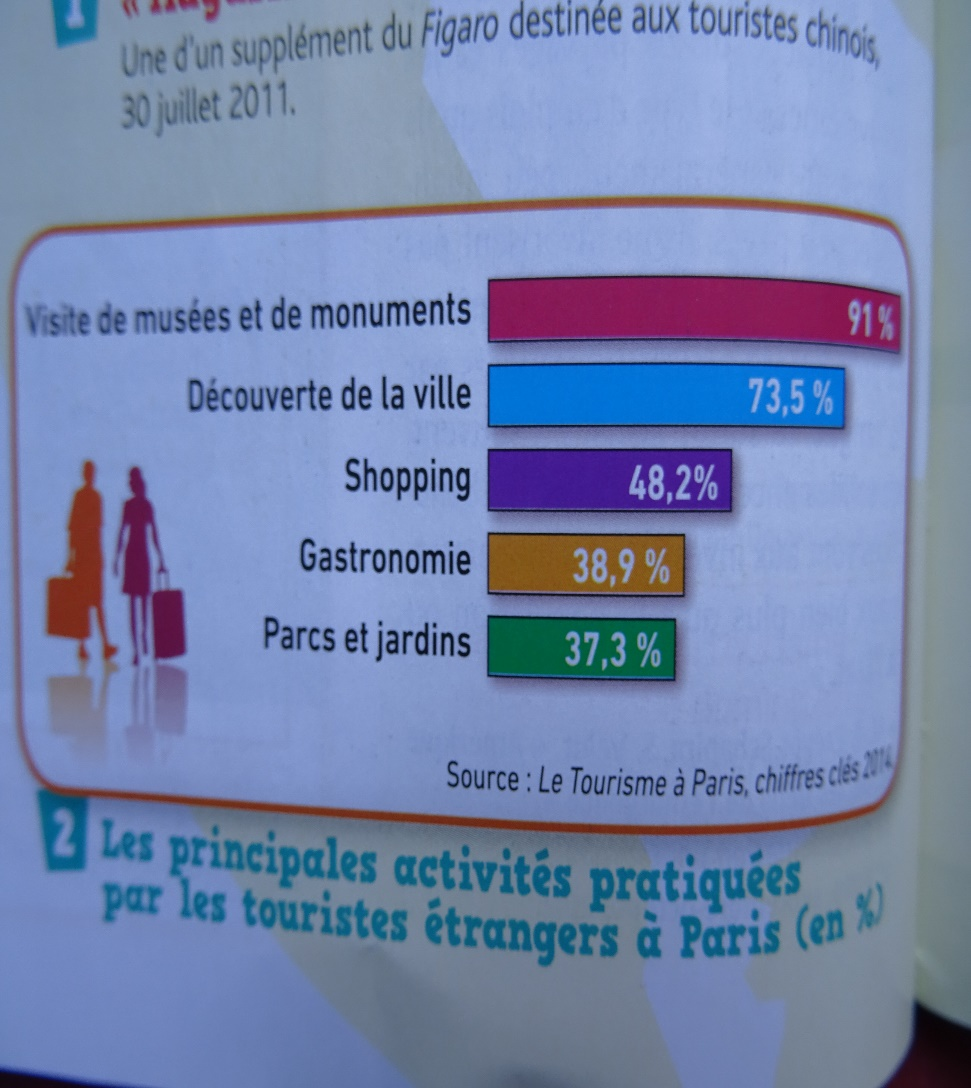 1
Une d'un supplément du Figaro destinée aux touristes chinois,
30 juillet 2011.
Visite de musées et de monuments 91 %
Découverte de la ville 73,5 %
Shopping 48,2%
Gastronomie 38,9 %
Parcs et jardins 37,3 %
Source : Le Tourisme à Paris, chiffres clés 2014.
2 Les principales activités pratiquées
par les touristes étrangers à Paris (en %)